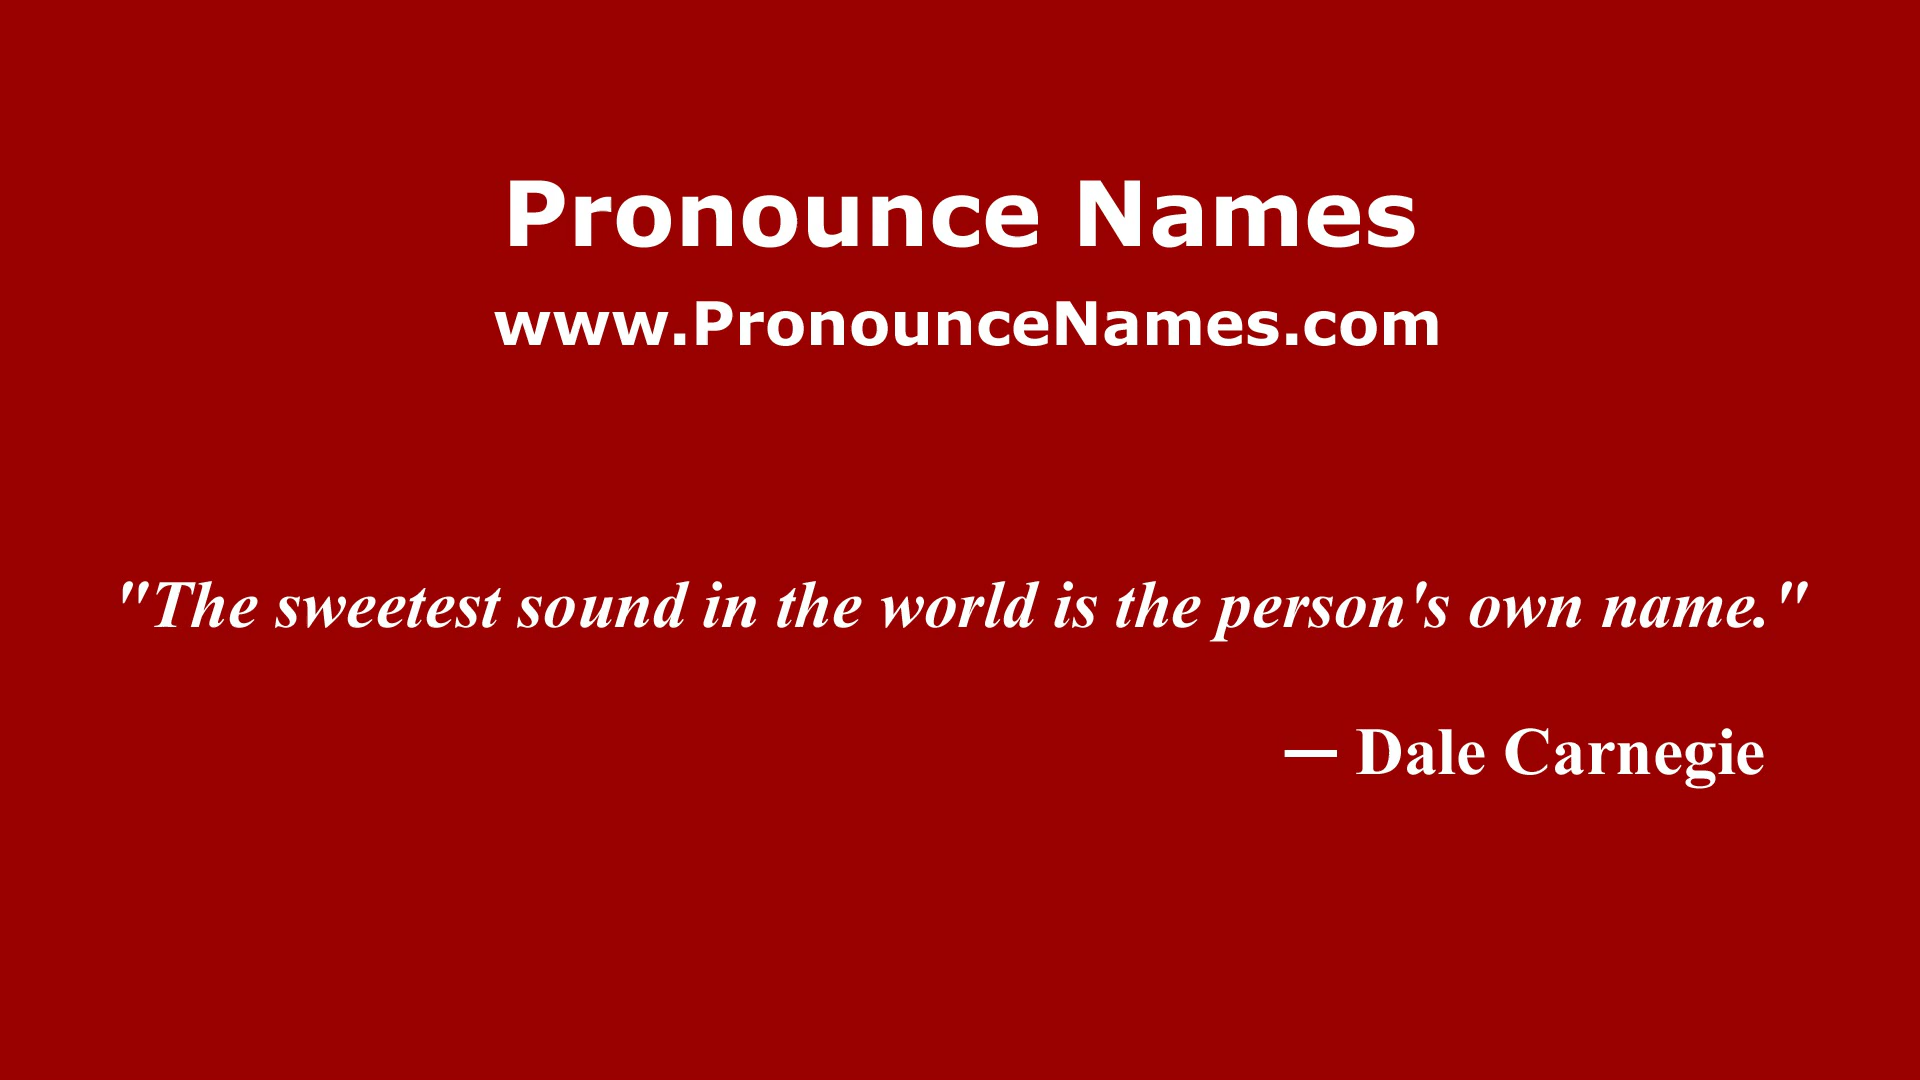 Pronounce Names
www.PronounceNames.com
"The sweetest sound in the world is the person's own name."
— Dale Carnegie